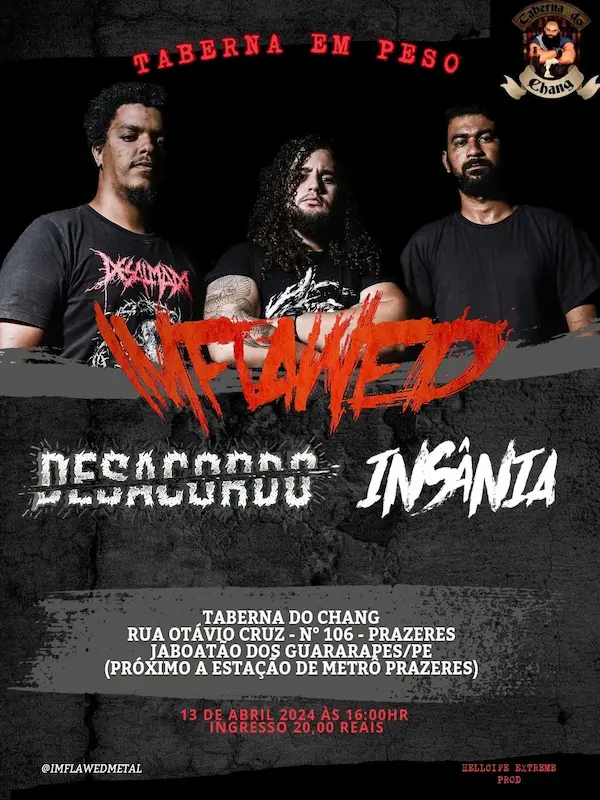 TABERNA EM PESO
Taberna do
Chang
DESALMADO
IMFLAWED
DESACORDO
INSÂNIA
TABERNA DO CHANG
RUA OTÁVIO CRUZ - Nº 106 - PRAZERES
JABOATÃO DOS GUARARAPES/PE
(PRÓXIMO A ESTAÇÃO DE METRÔ PRAZERES)
13 DE ABRIL 2024 ÀS 16:00HR
INGRESSO 20,00 REAIS
@IMFLAWEDMETAL
HELLCIFE EXTREME
PROD